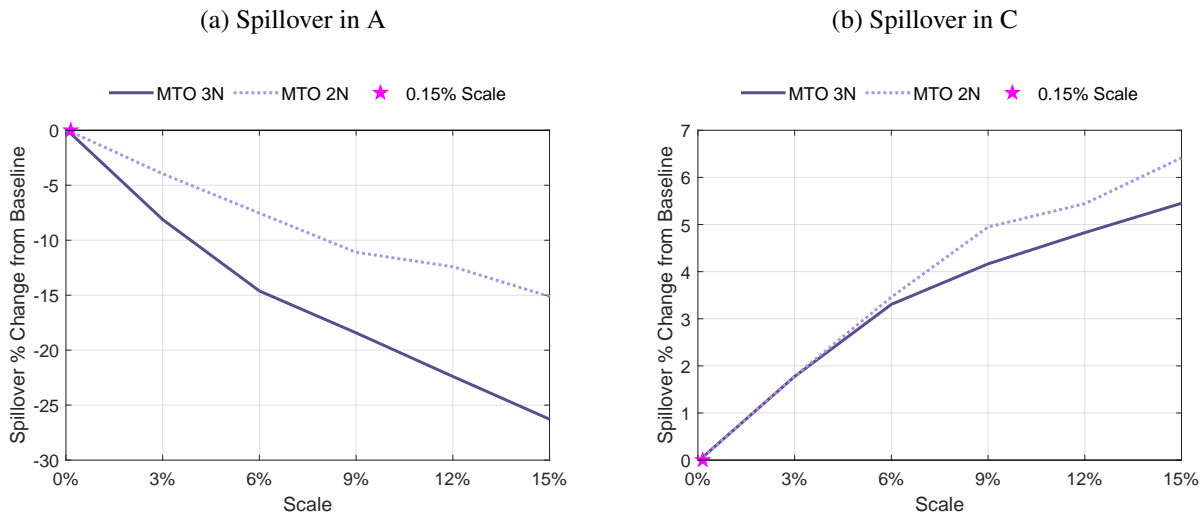 (a) Spillover in A
MTO 3N MTO 2N 0.15% Scale
Spillover % Change from Baseline
0
-5
-10
-15
-20
-25
-30
0% 3% 6% 9% 12% 15%
Scale
(b) Spillover in C
MTO 3N MTO 2N 0.15% Scale
Spillover % Change from Baseline
7
6
5
4
3
2
1
0
0% 3% 6% 9% 12% 15%
Scale